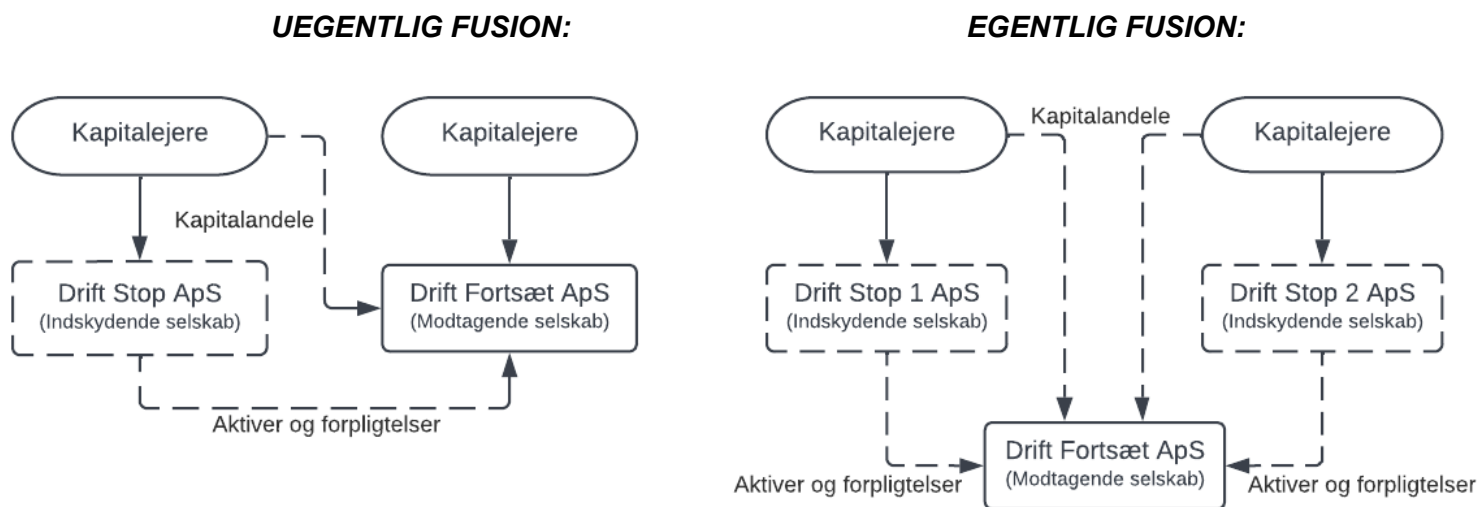 UEGENTLIG FUSION:
Kapitalejere
Kapitalejere
Kapitalandele
Drift Stop ApS
(Indskydende selskab)
Drift Fortsæt ApS
(Modtagende selskab)
Aktiver og forpligtelser
EGENTLIG FUSION:
Kapitalejere
Kapitalandele
Kapitalejere
Drift Stop 1 ApS
(Indskydende selskab)
Drift Stop 2 ApS
(Indskydende selskab)
Drift Fortsæt ApS
(Modtagende selskab)
Aktiver og forpligtelser
Aktiver og forpligtelser